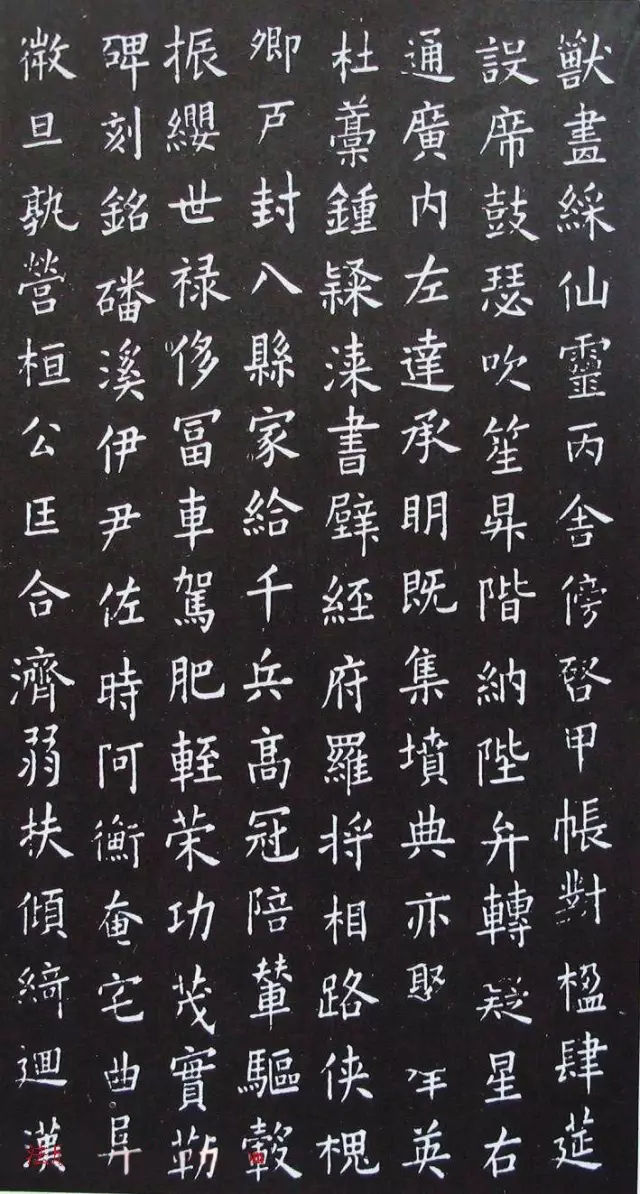 獸畫綵仙靈丙舍傍啓甲帳對楹肆筵
設席鼓瑟吹笙昇階納陛弁轉疑星右
通廣內左達承明既集墳典亦聚羣英
杜藁鍾隸漆書壁經府羅將相路俠槐
卿戶封八縣家給千兵高冠陪輦驅轂
振纓世禄侈富車駕肥輕策功茂實勒
碑刻銘磻溪伊尹佐時阿衡奄宅曲阜
微旦孰營桓公匡合濟弱扶傾綺迴漢